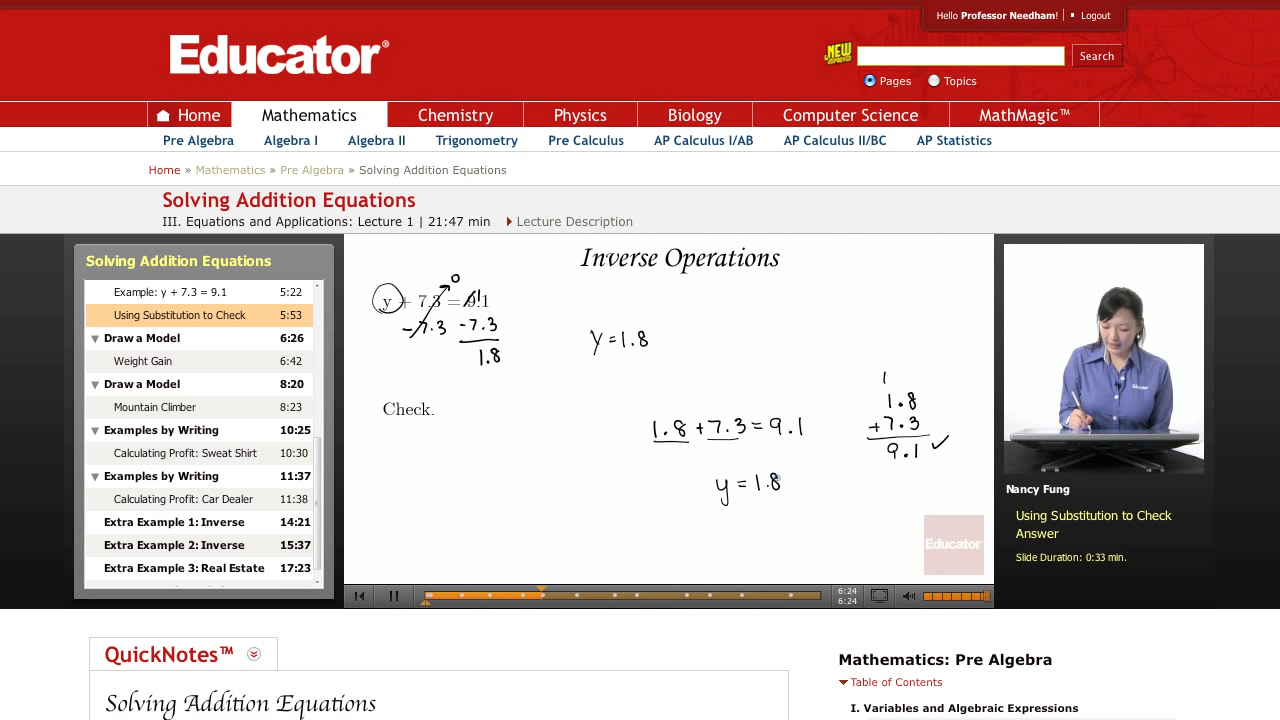 Hello Professor Needham! | ▪ Logout
Educator®
NEW
Search
Pages Topics
Home Mathematics Chemistry Physics Biology Computer Science MathMagic™
Pre Algebra Algebra I Algebra II Trigonometry Pre Calculus AP Calculus I/AB AP Calculus II/BC AP Statistics
Home » Mathematics » Pre Algebra » Solving Addition Equations
Solving Addition Equations
III. Equations and Applications: Lecture 1 | 21:47 min Lecture Description
Solving Addition Equations
Example: y + 7.3 = 9.1 5:22
Using Substitution to Check 5:53
Draw a Model 6:26
Weight Gain 6:42
Draw a Model 8:20
Mountain Climber 8:23
Examples by Writing 10:25
Calculating Profit: Sweat Shirt 10:30
Examples by Writing 11:37
Calculating Profit: Car Dealer 11:38
Extra Example 1: Inverse 14:21
Extra Example 2: Inverse 15:37
Extra Example 3: Real Estate 17:23
Inverse Operations
0
y + 7.3 = 9.1
-7.3 -7.3
1.8
y = 1.8
Check.
1.8 + 7.3 = 9.1
y = 1.8
1
1.8
+7.3
9.1 ✓
Educator
6:24
6:24
Educator
Nancy Fung
Using Substitution to Check
Answer
Slide Duration: 0:33 min.
QuickNotes™
Solving Addition Equations
Mathematics: Pre Algebra
Table of Contents
I. Variables and Algebraic Expressions